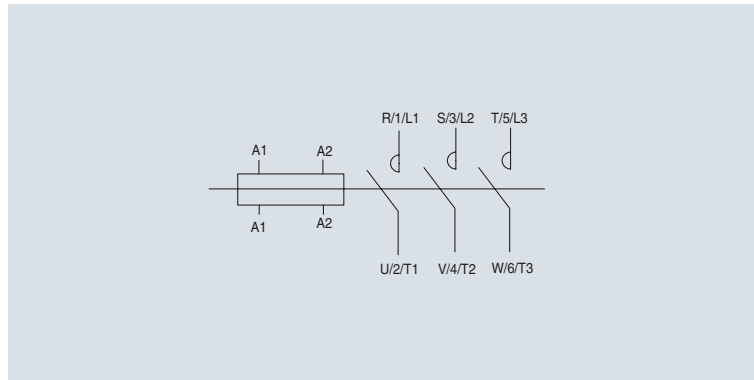 R/1/L1 S/3/L2 T/5/L3
A1 A2
A1 A2
U/2/T1 V/4/T2 W/6/T3